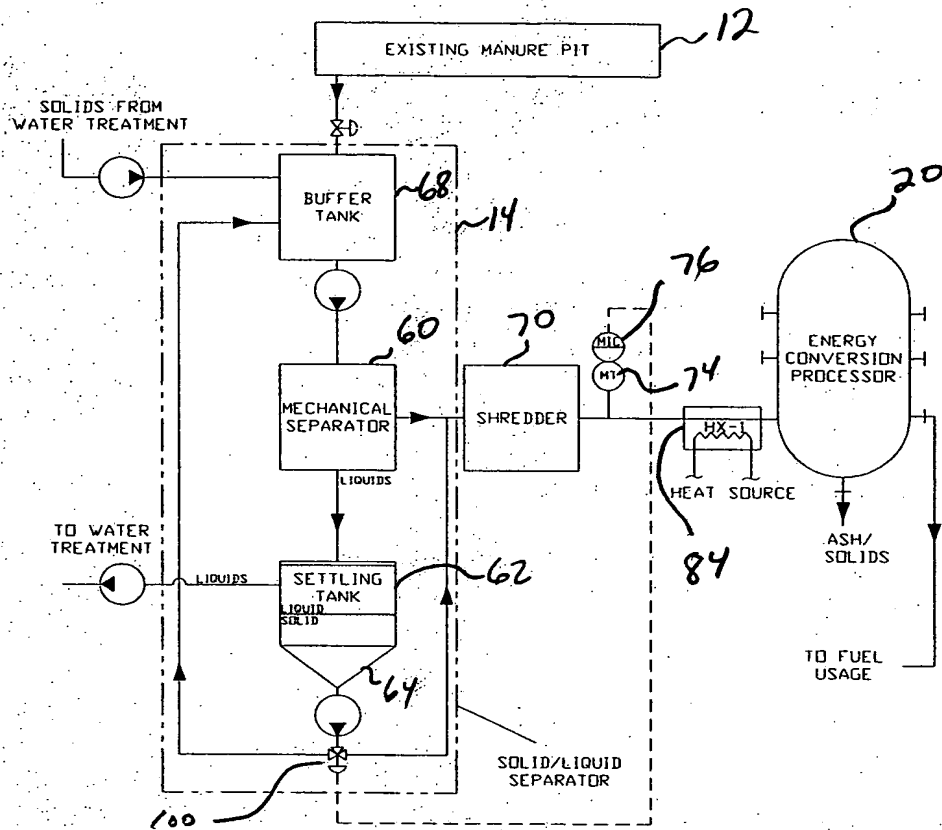 EXISTING MANURE PIT
12
SOLIDS FROM
WATER TREATMENT
BUFFER
TANK
68
14
20
76
MIC
MT
74
60
70
MECHANICAL
SEPARATOR
SHREDDER
ENERGY
CONVERSION
PROCESSOR
HX-1
HEAT SOURCE
84
LIQUIDS
TO WATER
TREATMENT
LIQUIDS
SETTLING
TANK
LIQUID
SOLID
62
64
ASH/
SOLIDS
TO FUEL
USAGE
SOLID/LIQUID
SEPARATOR
100